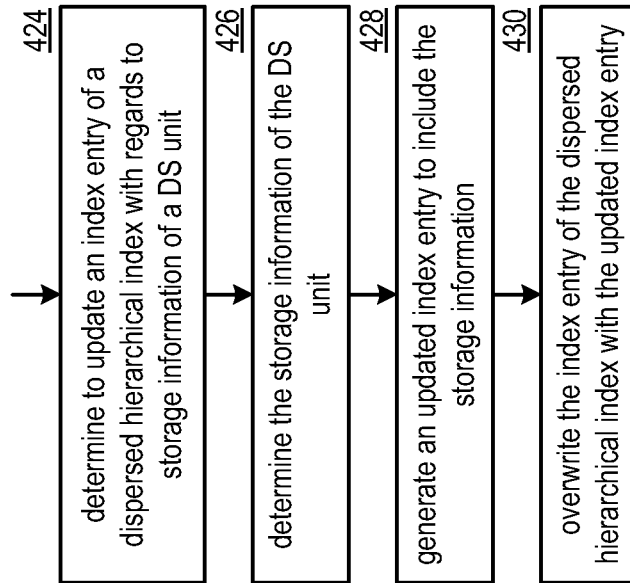 424
determine to update an index entry of a
dispersed hierarchical index with regards to
storage information of a DS unit
426
determine the storage information of the DS
unit
428
generate an updated index entry to include the
storage information
430
overwrite the index entry of the dispersed
hierarchical index with the updated index entry